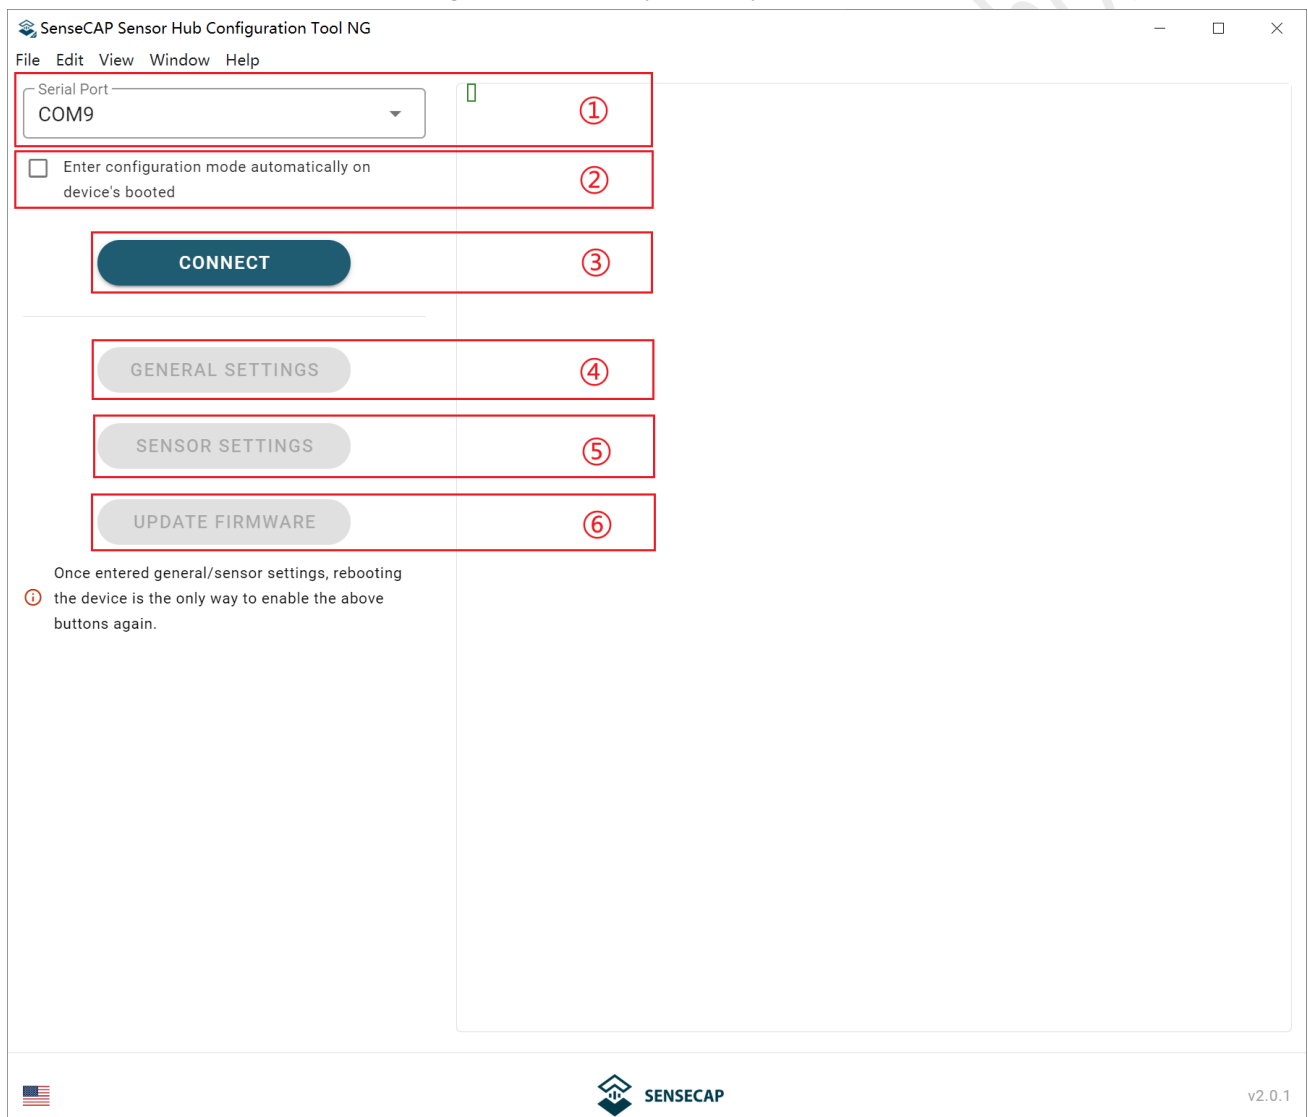 SenseCAP Sensor Hub Configuration Tool NG
File Edit View Window Help
Serial Port
COM9
①
Enter configuration mode automatically on
device's booted
②
CONNECT
③
GENERAL SETTINGS
④
SENSOR SETTINGS
⑤
UPDATE FIRMWARE
⑥
Once entered general/sensor settings, rebooting
the device is the only way to enable the above
buttons again.
SENSECAP
v2.0.1